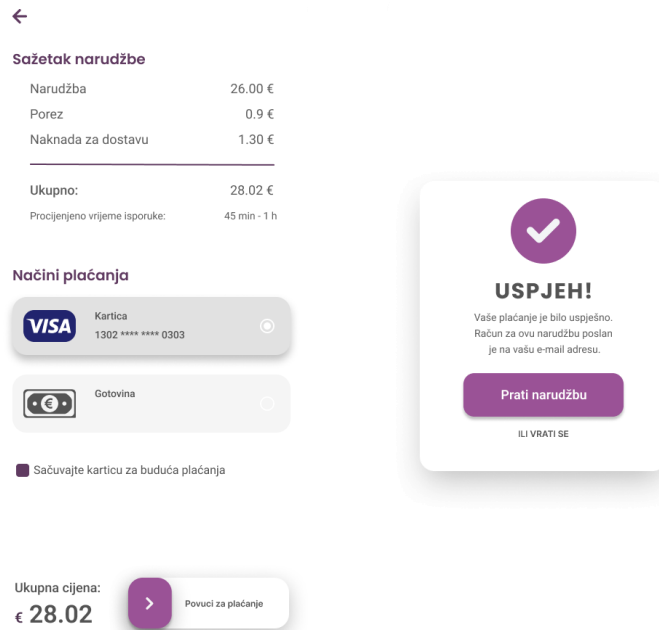 Sažetak narudžbe
Narudžba 26.00 €
Porez 0.9 €
Naknada za dostavu 1.30 €
Ukupno: 28.02 €
Procijenjeno vrijeme isporuke: 45 min - 1 h
Načini plaćanja
VISA
Kartica
1302 **** **** 0303
€
Gotovina
Sačuvajte karticu za buduća plaćanja
Ukupna cijena:
€ 28.02
Povuci za plaćanje
USPJEH!
Vaše plaćanje je bilo uspješno.
Račun za ovu narudžbu poslan
je na vašu e-mail adresu.
Prati narudžbu
ILI VRATI SE